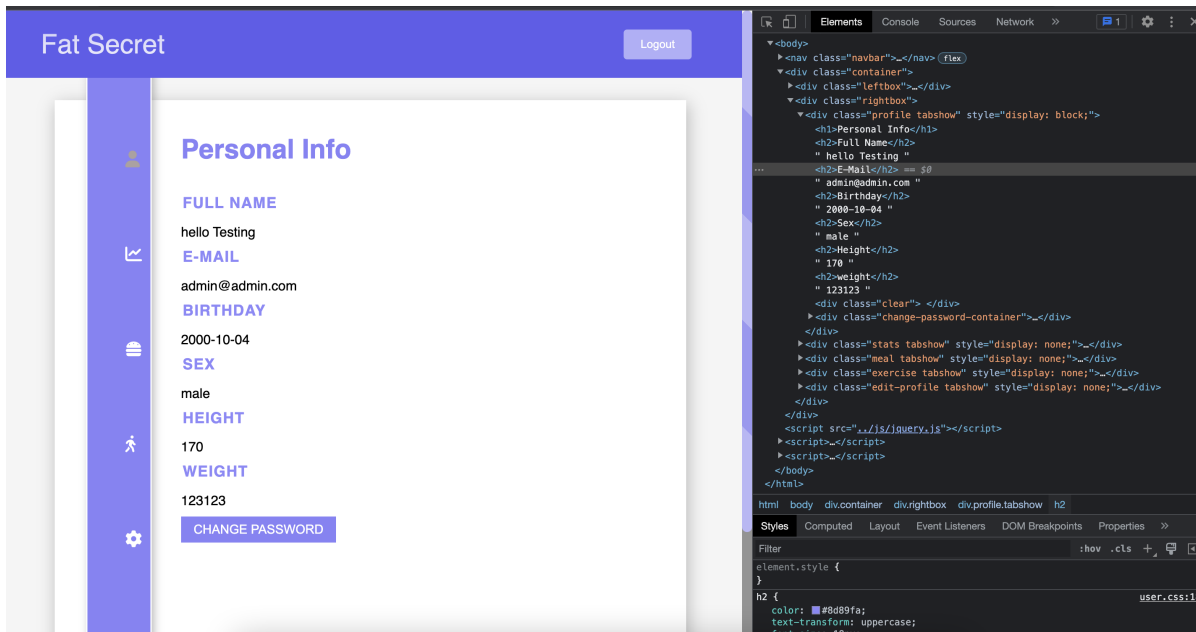 Fat Secret
Logout
Personal Info
FULL NAME
hello Testing
E-MAIL
admin@admin.com
BIRTHDAY
2000-10-04
SEX
male
HEIGHT
170
WEIGHT
123123
CHANGE PASSWORD
Elements Console Sources Network » 1
<body>
<nav class="navbar">…</nav> flex
<div class="container">
<div class="leftbox">…</div>
<div class="rightbox">
<div class="profile tabshow" style="display: block;">
<h1>Personal Info</h1>
<h2>Full Name</h2>
" hello Testing "
… <h2>E-Mail</h2> == $0
" admin@admin.com "
<h2>Birthday</h2>
" 2000-10-04 "
<h2>Sex</h2>
" male "
<h2>Height</h2>
" 170 "
<h2>weight</h2>
" 123123 "
<div class="clear"> </div>
<div class="change-password-container">…</div>
</div>
<div class="stats tabshow" style="display: none;">…</div>
<div class="meal tabshow" style="display: none;">…</div>
<div class="exercise tabshow" style="display: none;">…</div>
<div class="edit-profile tabshow" style="display: none;">…</div>
</div>
</div>
<script src="../js/jquery.js"></script>
<script>…</script>
<script>…</script>
</body>
</html>
html body div.container div.rightbox div.profile.tabshow h2
Styles Computed Layout Event Listeners DOM Breakpoints Properties »
Filter :hov .cls +
element.style {
}
h2 { user.css:1
color: #8d89fa;
text-transform: uppercase;